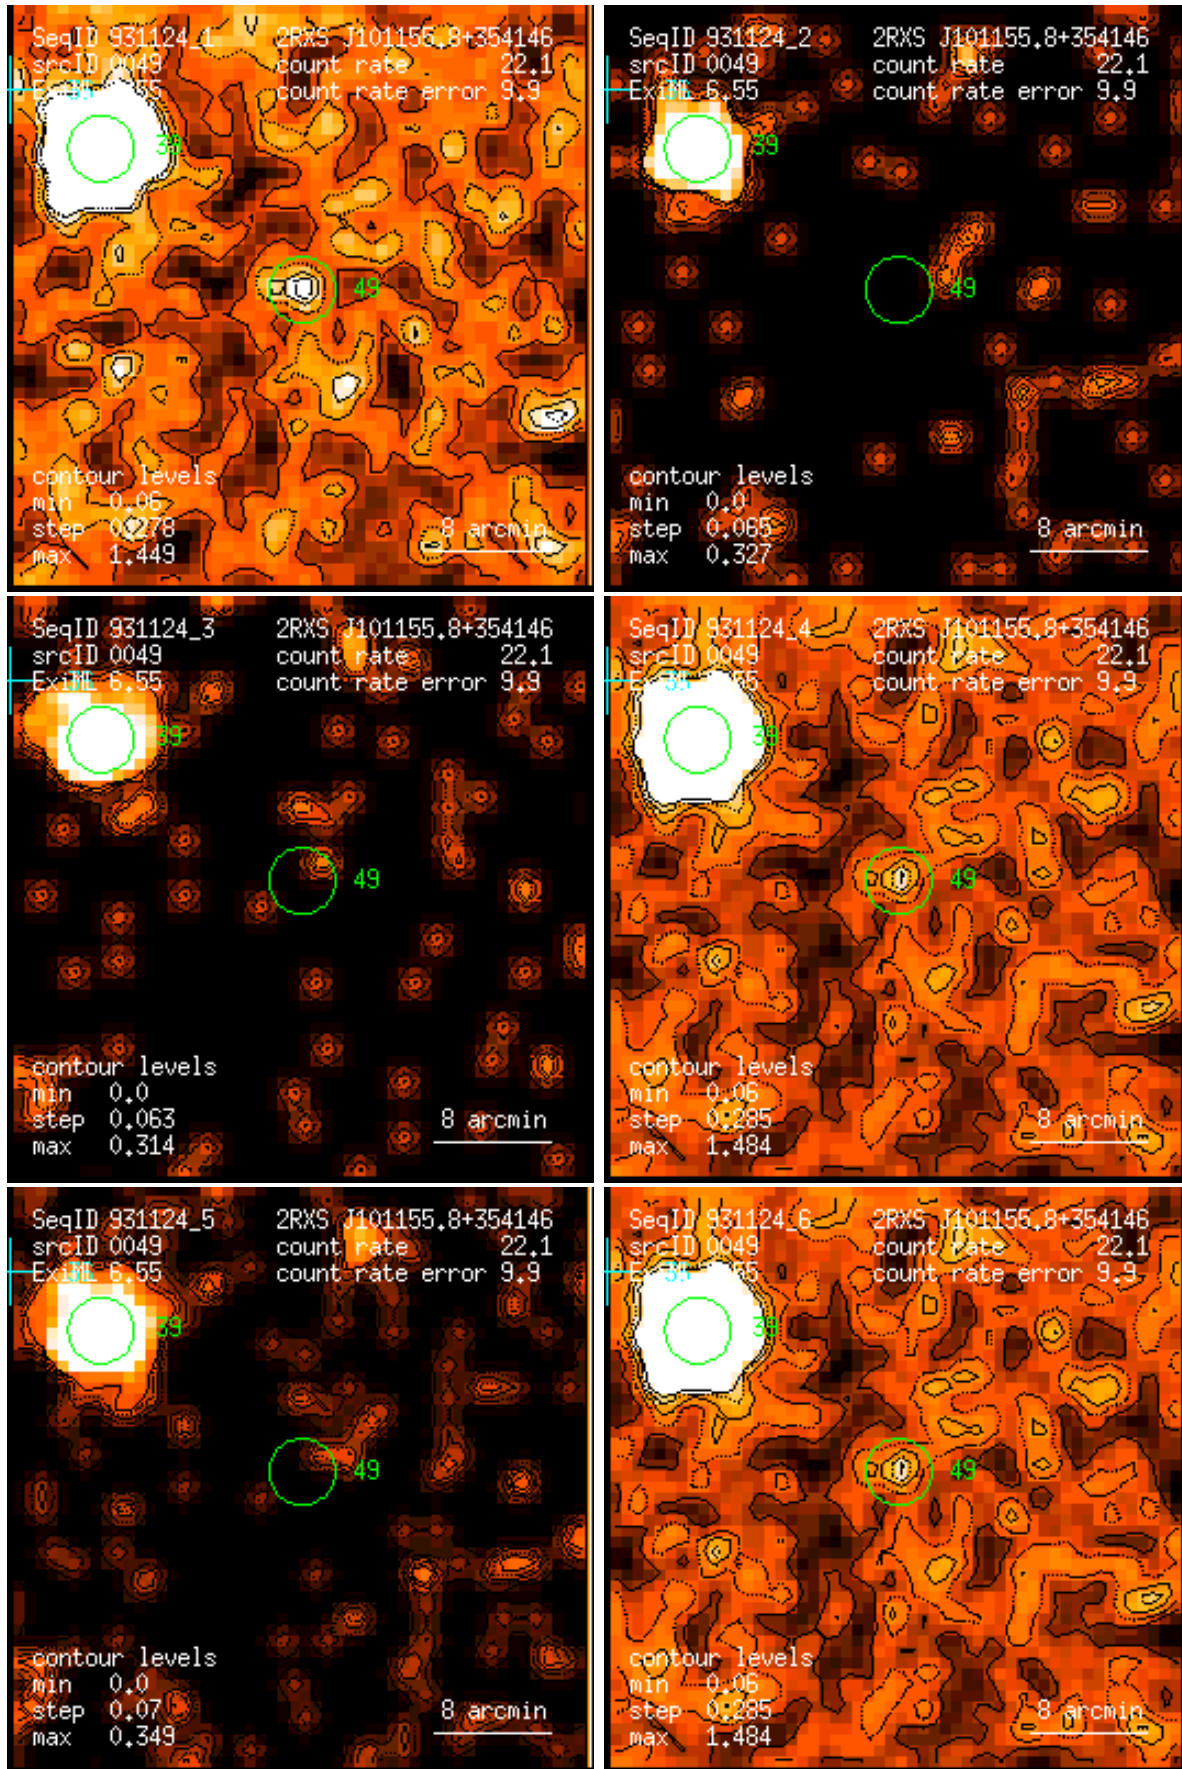 SeqID 931124_1 2RXS J101155.8+354146
srcID 0049 count rate 22.1
ExiML 6.55 count rate error 9.9
39
49
contour levels
min 0.06
step 0.278 8 arcmin
max 1.449
SeqID 931124_2 2RXS J101155.8+354146
srcID 0049 count rate 22.1
ExiML 6.55 count rate error 9.9
39
49
contour levels
min 0.0
step 0.065 8 arcmin
max 0.327
SeqID 931124_3 2RXS J101155.8+354146
srcID 0049 count rate 22.1
ExiML 6.55 count rate error 9.9
39
49
contour levels
min 0.0
step 0.063 8 arcmin
max 0.314
SeqID 931124_4 2RXS J101155.8+354146
srcID 0049 count rate 22.1
ExiML 6.55 count rate error 9.9
39
49
contour levels
min 0.06
step 0.285 8 arcmin
max 1.484
SeqID 931124_5 2RXS J101155.8+354146
srcID 0049 count rate 22.1
ExiML 6.55 count rate error 9.9
39
49
contour levels
min 0.0
step 0.07 8 arcmin
max 0.349
SeqID 931124_6 2RXS J101155.8+354146
srcID 0049 count rate 22.1
ExiML 6.55 count rate error 9.9
39
49
contour levels
min 0.06
step 0.285 8 arcmin
max 1.484